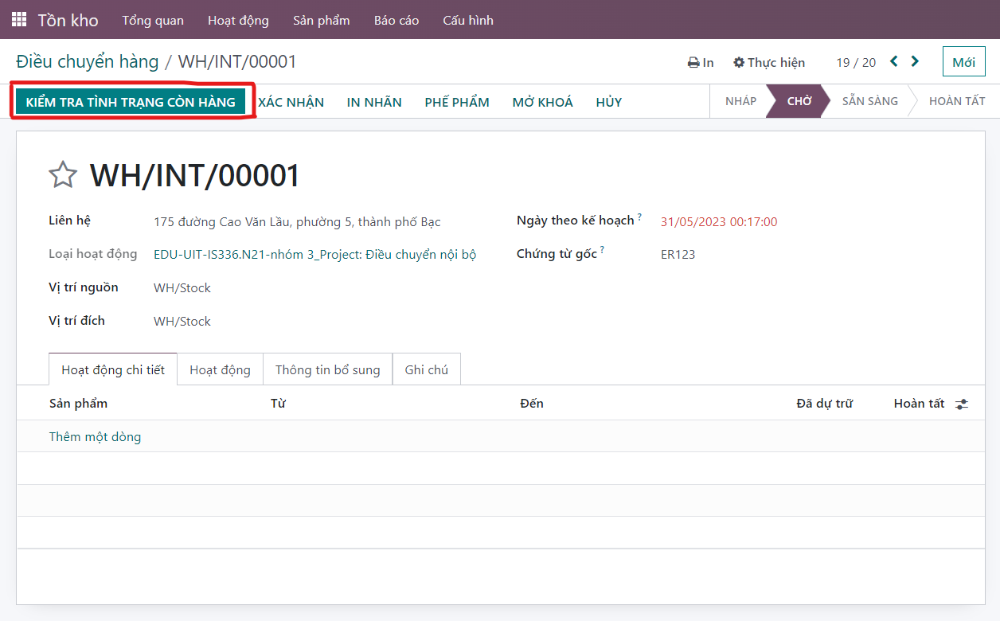 Tồn kho Tổng quan Hoạt động Sản phẩm Báo cáo Cấu hình
Điều chuyển hàng / WH/INT/00001 In Thực hiện 19 / 20 Mới
KIỂM TRA TÌNH TRẠNG CÒN HÀNG XÁC NHẬN IN NHÃN PHẾ PHẨM MỞ KHOÁ HỦY NHÁP CHỜ SẴN SÀNG HOÀN TẤT
WH/INT/00001
Liên hệ 175 đường Cao Văn Lầu, phường 5, thành phố Bạc Ngày theo kế hoạch ? 31/05/2023 00:17:00
Loại hoạt động EDU-UIT-IS336.N21-nhóm 3_Project: Điều chuyển nội bộ Chứng từ gốc ? ER123
Vị trí nguồn WH/Stock
Vị trí đích WH/Stock
Hoạt động chi tiết Hoạt động Thông tin bổ sung Ghi chú
Sản phẩm Từ Đến Đã dự trữ Hoàn tất
Thêm một dòng